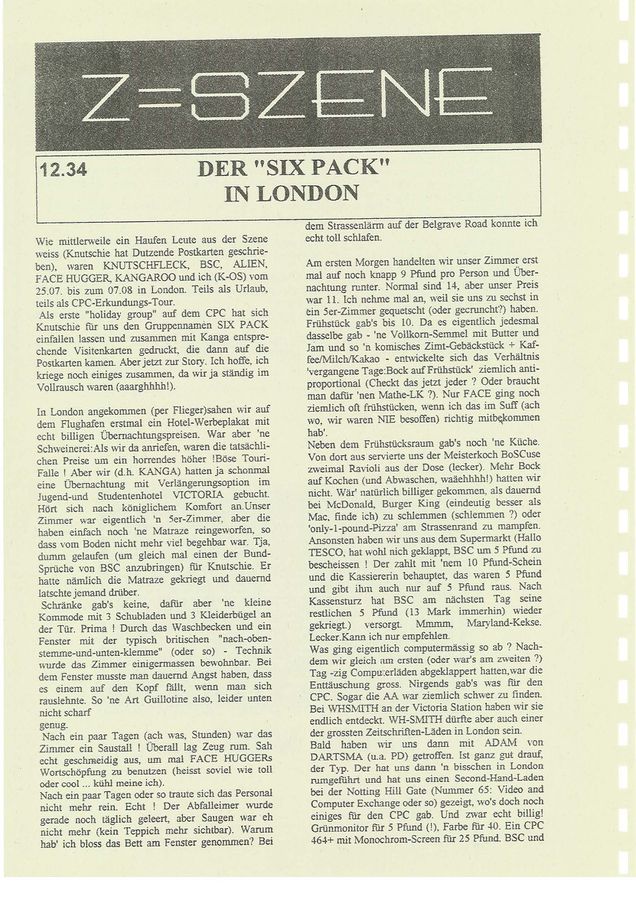 Z=SZENE
12.34
DER "SIX PACK"
IN LONDON
Wie mittlerweile ein Haufen Leute aus der Szene
weiss (Knutschie hat Dutzende Postkarten geschrie-
ben), waren KNUTSCHFLECK, BSC, ALIEN,
FACE HUGGER, KANGAROO und ich (K-OS) vom
25.07. bis zum 07.08 in London. Teils als Urlaub,
teils als CPC-Erkundungs-Tour.
Als erste "holiday group" auf dem CPC hat sich
Knutschie für uns den Gruppennamen SIX PACK
einfallen lassen und zusammen mit Kanga entspre-
chende Visitenkarten gedruckt, die dann auf die
Postkarten kamen. Aber jetzt zur Story. Ich hoffe, ich
kriege noch einiges zusammen, da wir ja ständig im
Vollrausch waren (aaarghhhh!).
In London angekommen (per Flieger)sahen wir auf
dem Flughafen erstmal ein Hotel-Werbeplakat mit
echt billigen Übernachtungspreisen. War aber 'ne
Schweinerei:Als wir da anriefen, waren die tatsächli-
chen Preise um ein horrendes höher !Böse Touri-
Falle ! Aber wir (d.h. KANGA) hatten ja schonmal
eine Übernachtung mit Verlängerungsoption im
Jugend-und Studentenhotel VICTORIA gebucht.
Hört sich nach königlichem Komfort an.Unser
Zimmer war eigentlich 'n 5er-Zimmer, aber die
haben einfach noch 'ne Matraze reingeworfen, so
dass vom Boden nicht mehr viel begehbar war. Tja,
dumm gelaufen (um gleich mal einen der Bund-
Sprüche von BSC anzubringen) für Knutschie. Er
hatte nämlich die Matraze gekriegt und dauernd
latschte jemand drüber.
Schränke gab's keine, dafür aber 'ne kleine
Kommode mit 3 Schubladen und 3 Kleiderbügel an
der Tür. Prima ! Durch das Waschbecken und ein
Fenster mit der typisch britischen "nach-oben-
stemme-und-unten-klemme" (oder so) - Technik
wurde das Zimmer einigermassen bewohnbar. Bei
dem Fenster musste man dauernd Angst haben, dass
es einem auf den Kopf fällt, wenn man sich
rauslehnte. So 'ne Art Guillotine also, leider unten
nicht scharf
genug.
Nach ein paar Tagen (ach was, Stunden) war das
Zimmer ein Saustall ! Überall lag Zeug rum. Sah
echt geschmeidig aus, um mal FACE HUGGERs
Wortschöpfung zu benutzen (heisst soviel wie toll
oder cool ... kühl meine ich).
Nach ein paar Tagen oder so traute sich das Personal
nicht mehr rein. Echt ! Der Abfalleimer wurde
gerade noch täglich geleert, aber Saugen war eh
nicht mehr (kein Teppich mehr sichtbar). Warum
hab' ich bloss das Bett am Fenster genommen? Bei
dem Strassenlärm auf der Belgrave Road konnte ich
echt toll schlafen.
Am ersten Morgen handelten wir unser Zimmer erst
mal auf noch knapp 9 Pfund pro Person und Über-
nachtung runter. Normal sind 14, aber unser Preis
war 11. Ich nehme mal an, weil sie uns zu sechst in
ein 5er-Zimmer gequetscht (oder gecruncht?) haben.
Frühstück gab's bis 10. Da es eigentlich jedesmal
dasselbe gab - 'ne Vollkorn-Semmel mit Butter und
Jam und so 'n komisches Zimt-Gebäckstück + Kaf-
fee/Milch/Kakao - entwickelte sich das Verhältnis
'vergangene Tage:Bock auf Frühstück' ziemlich anti-
proportional (Checkt das jetzt jeder ? Oder braucht
man dafür 'nen Mathe-LK ?). Nur FACE ging noch
ziemlich oft frühstücken, wenn ich das im Suff (ach
wo, wir waren NIE besoffen) richtig mitbekommen
hab'.
Neben dem Frühstücksraum gab's noch 'ne Küche.
Von dort aus servierte uns der Meisterkoch BoSCuse
zweimal Ravioli aus der Dose (lecker). Mehr Bock
auf Kochen (und Abwaschen, waäehhhh!) hatten wir
nicht. Wär' natürlich billiger gekommen, als dauernd
bei McDonald, Burger King (eindeutig besser als
Mac, finde ich) zu schlemmen (schlemmen ?) oder
'only-1-pound-Pizza' am Strassenrand zu mampfen.
Ansonsten haben wir uns aus dem Supermarkt (Hallo
TESCO, hat wohl nich geklappt, BSC um 5 Pfund zu
bescheissen ! Der zahlt mit 'nem 10 Pfund-Schein
und die Kassiererin behauptet, das waren 5 Pfund
und gibt ihm auch nur auf 5 Pfund raus. Nach
Kassensturz hat BSC am nächsten Tag seine
restlichen 5 Pfund (13 Mark immerhin) wieder
gekriegt.) versorgt. Mmmm, Maryland-Kekse.
Lecker.Kann ich nur empfehlen.
Was ging eigentlich computermässig so ab ? Nach-
dem wir gleich am ersten (oder war's am zweiten ?)
Tag -zig Computerläden abgeklappert hatten,war die
Enttäuschung gross. Nirgends gab's was für den
CPC. Sogar die AA war ziemlich schwer zu finden.
Bei WHSMITH an der Victoria Station haben wir sie
endlich entdeckt. WH-SMITH dürfte aber auch einer
der grossten Zeitschriften-Läden in London sein.
Bald haben wir uns dann mit ADAM von
DARTSMA (u.a. PD) getroffen. Ist ganz gut drauf,
der Typ. Der hat uns dann 'n bisschen in London
rumgeführt und hat uns einen Second-Hand-Laden
bei der Notting Hill Gate (Nummer 65: Video and
Computer Exchange oder so) gezeigt, wo's doch noch
einiges für den CPC gab. Und zwar echt billig!
Grünmonitor für 5 Pfund (!), Farbe für 40. Ein CPC
464+ mit Monochrom-Screen für 25 Pfund. BSC und